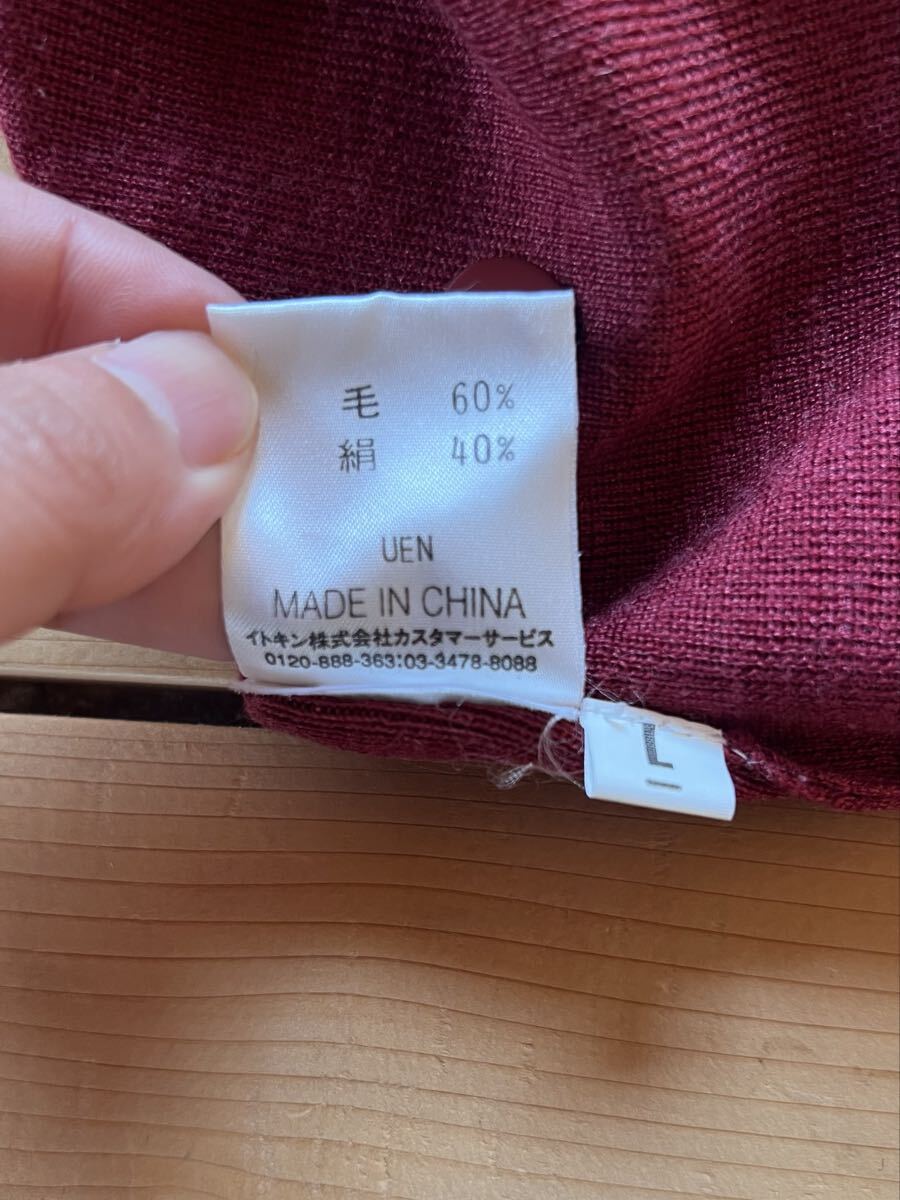 毛 60%
絹 40%
UEN
MADE IN CHINA
イトキン株式会社カスタマーサービス
0120-888-363:03-3478-8088
L